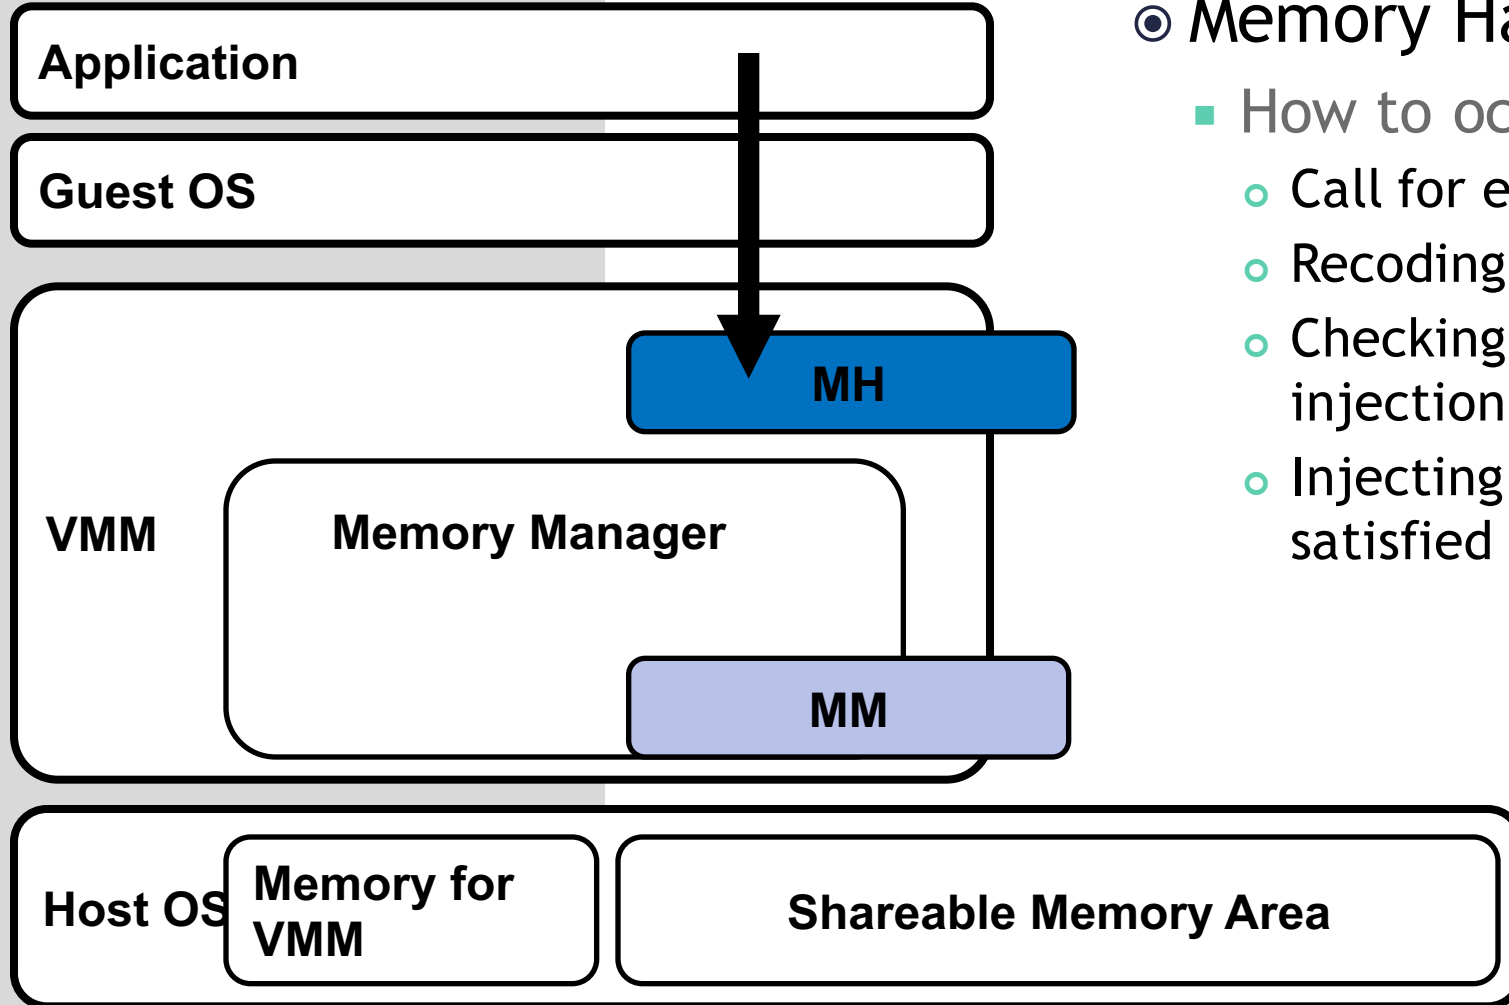 Application
Guest OS
MH
VMM
Memory Manager
MM
Host OS
Memory for
VMM
Shareable Memory Area
Memory
How to
Call for
Recoding
Checking
injection
Injecting
satisfied